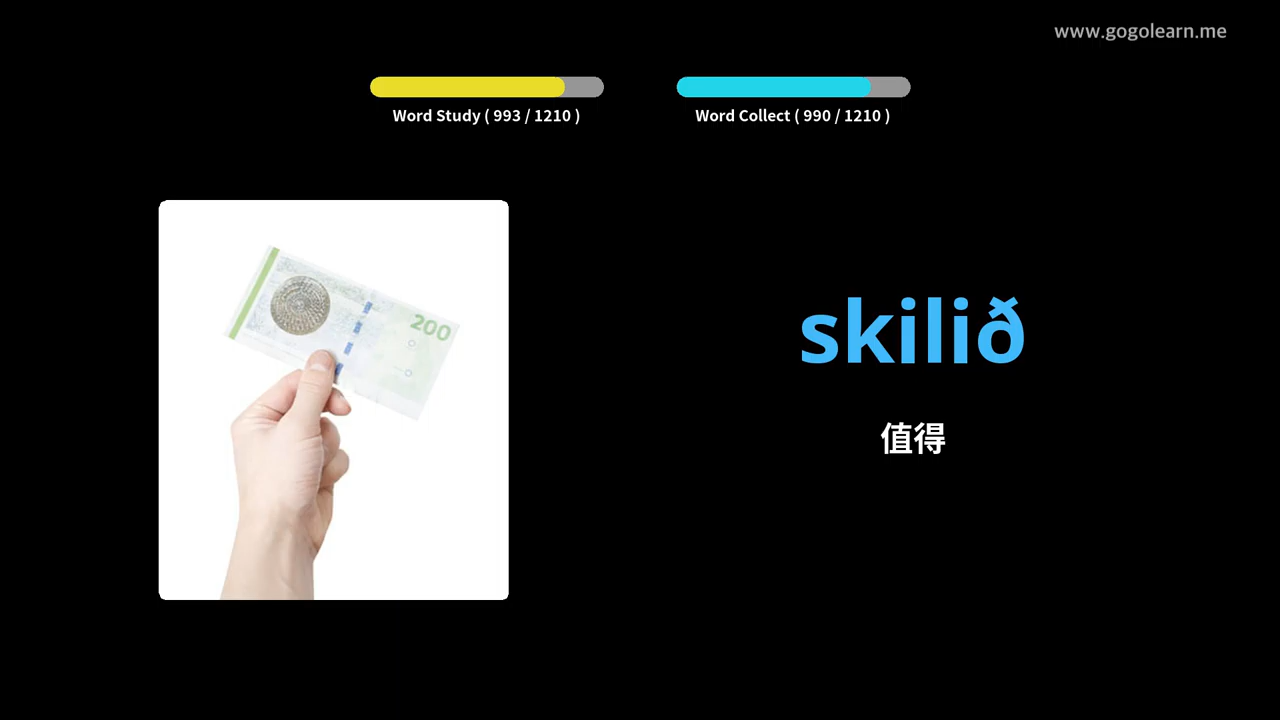 www.gogolearn.me
Word Study ( 993 / 1210 )
Word Collect ( 990 / 1210 )
200
skilið
值得